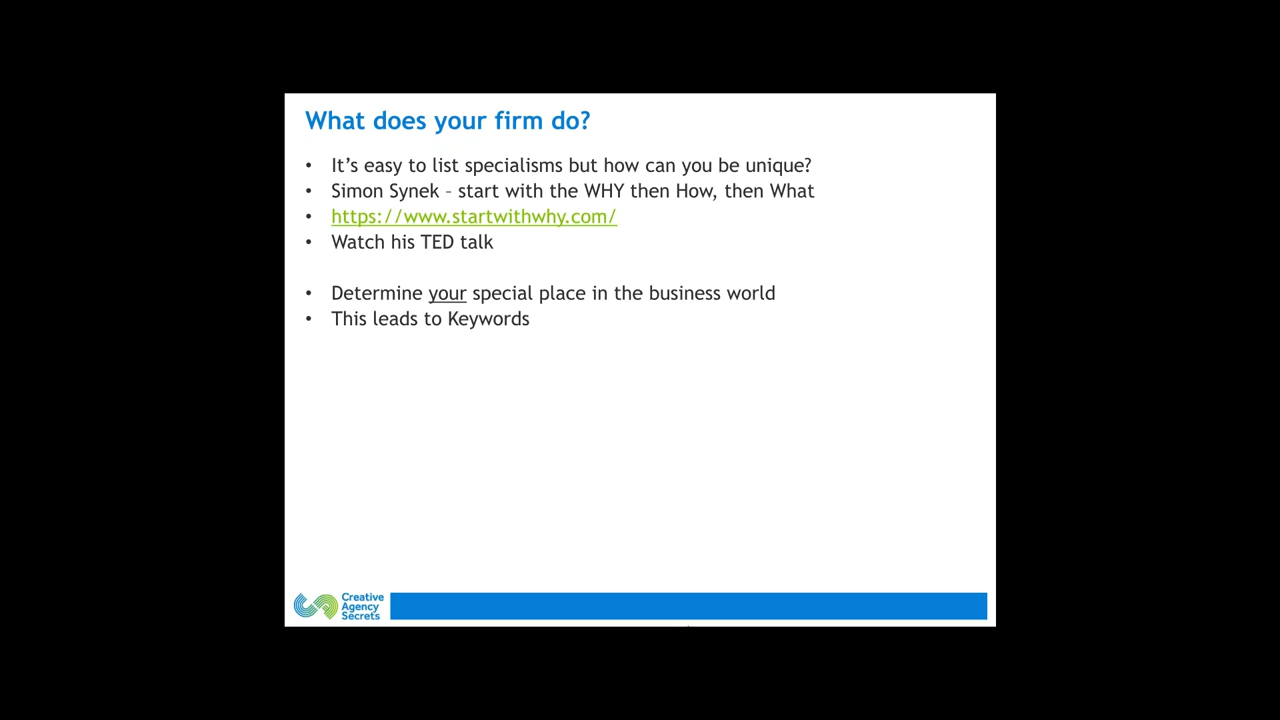 What does your firm do?
• It’s easy to list specialisms but how can you be unique?
• Simon Synek – start with the WHY then How, then What
• https://www.startwithwhy.com/
• Watch his TED talk
• Determine your special place in the business world
• This leads to Keywords
Creative
Agency
Secrets